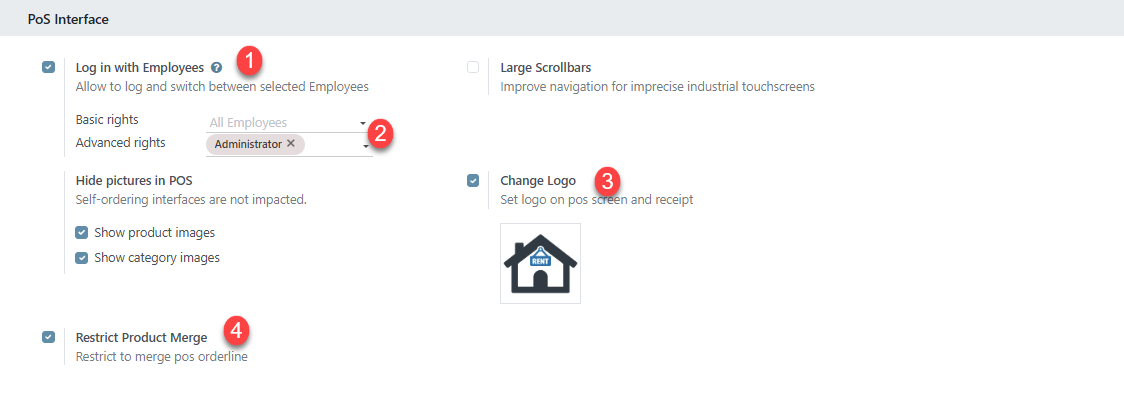 PoS Interface
Log in with Employees ? 1
Allow to log and switch between selected Employees
Basic rights All Employees
Advanced rights Administrator × 2
Large Scrollbars
Improve navigation for imprecise industrial touchscreens
Hide pictures in POS
Self-ordering interfaces are not impacted.
Show product images
Show category images
Change Logo 3
Set logo on pos screen and receipt
RENT
Restrict Product Merge 4
Restrict to merge pos orderline